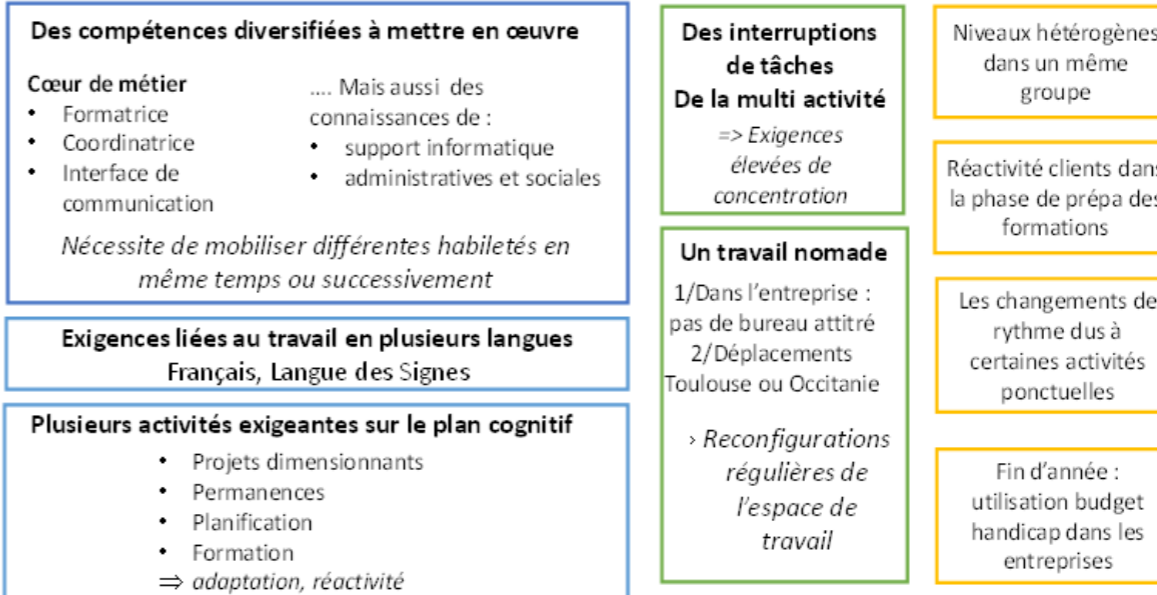 Des compétences diversifiées à mettre en œuvre
Cœur de métier
• Formatrice
• Coordinatrice
• Interface de
communication
.... Mais aussi des
connaissances de :
• support informatique
• administratives et sociales
Nécessite de mobiliser différentes habiletés en
même temps ou successivement
Exigences liées au travail en plusieurs langues
Français, Langue des Signes
Plusieurs activités exigeantes sur le plan cognitif
• Projets dimensionnants
• Permanences
• Planification
• Formation
⇒ adaptation, réactivité
Des interruptions
de tâches
De la multi activité
=> Exigences
élevées de
concentration
Un travail nomade
1/Dans l'entreprise :
pas de bureau attitré
2/Déplacements
Toulouse ou Occitanie
› Reconfigurations
régulières de
l'espace de
travail
Niveaux hétérogènes
dans un même
groupe
Réactivité clients dans
la phase de prépa des
formations
Les changements de
rythme dus à
certaines activités
ponctuelles
Fin d'année :
utilisation budget
handicap dans les
entreprises